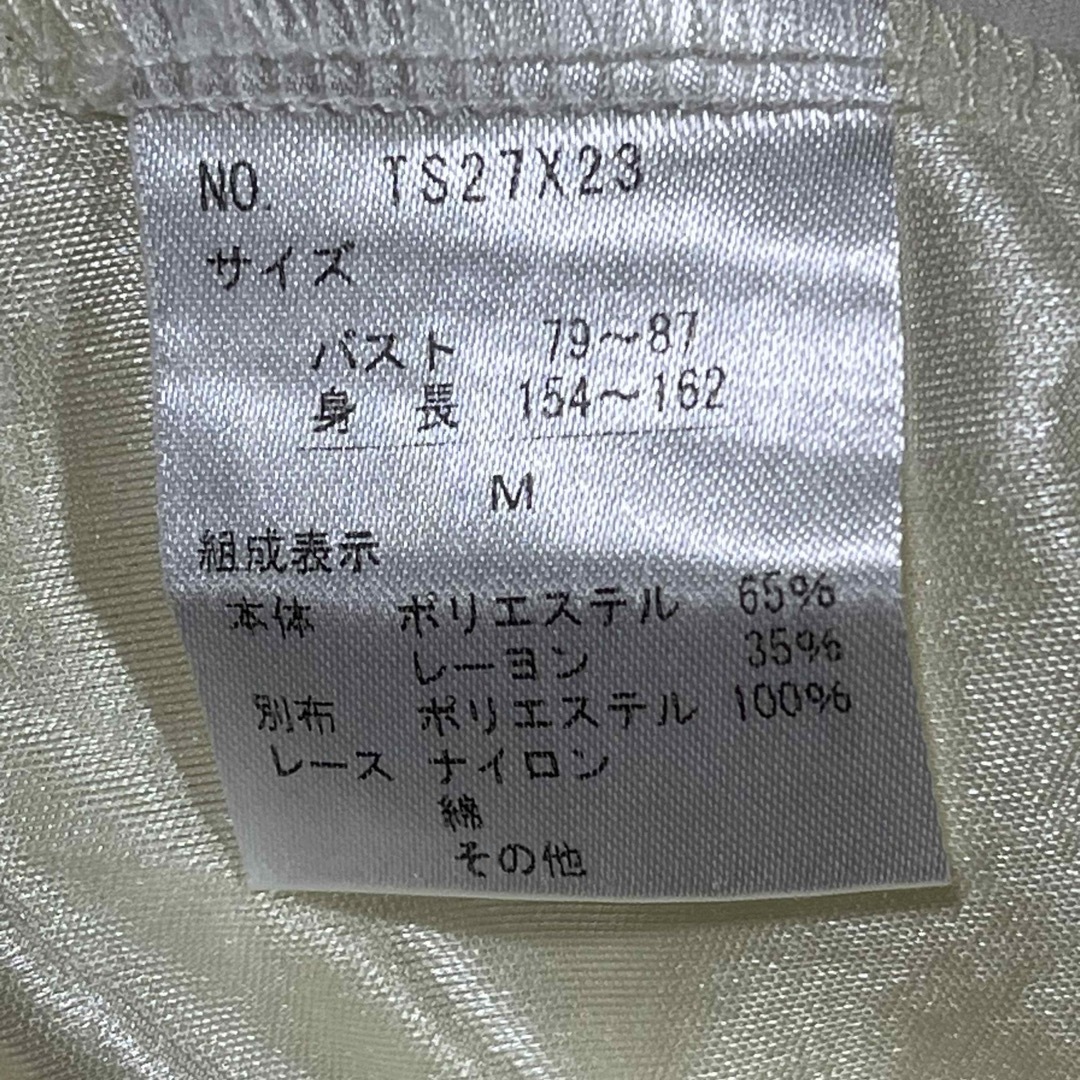 NO. TS27X23
サイズ
バスト 79～87
身長 154～162
M
組成表示
本体 ポリエステル 65%
レーヨン 35%
別布 ポリエステル 100%
レース ナイロン
綿
その他